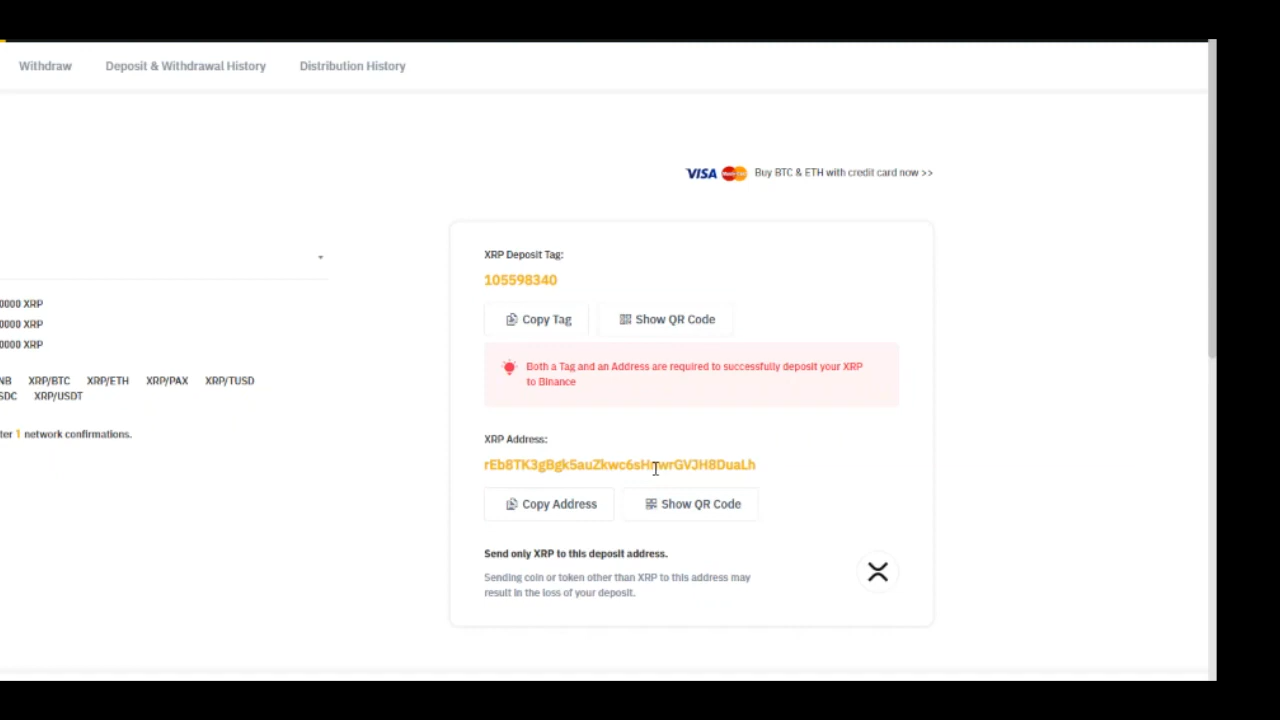 Withdraw Deposit & Withdrawal History Distribution History
VISA Buy BTC & ETH with credit card now >>
XRP Deposit Tag:
105598340
0000 XRP
0000 XRP
0000 XRP
Copy Tag Show QR Code
Both a Tag and an Address are required to successfully deposit your XRP
to Binance
NB XRP/BTC XRP/ETH XRP/PAX XRP/TUSD
SDC XRP/USDT
ter 1 network confirmations.
XRP Address:
Copy Address Show QR Code
Send only XRP to this deposit address.
Sending coin or token other than XRP to this address may
result in the loss of your deposit.